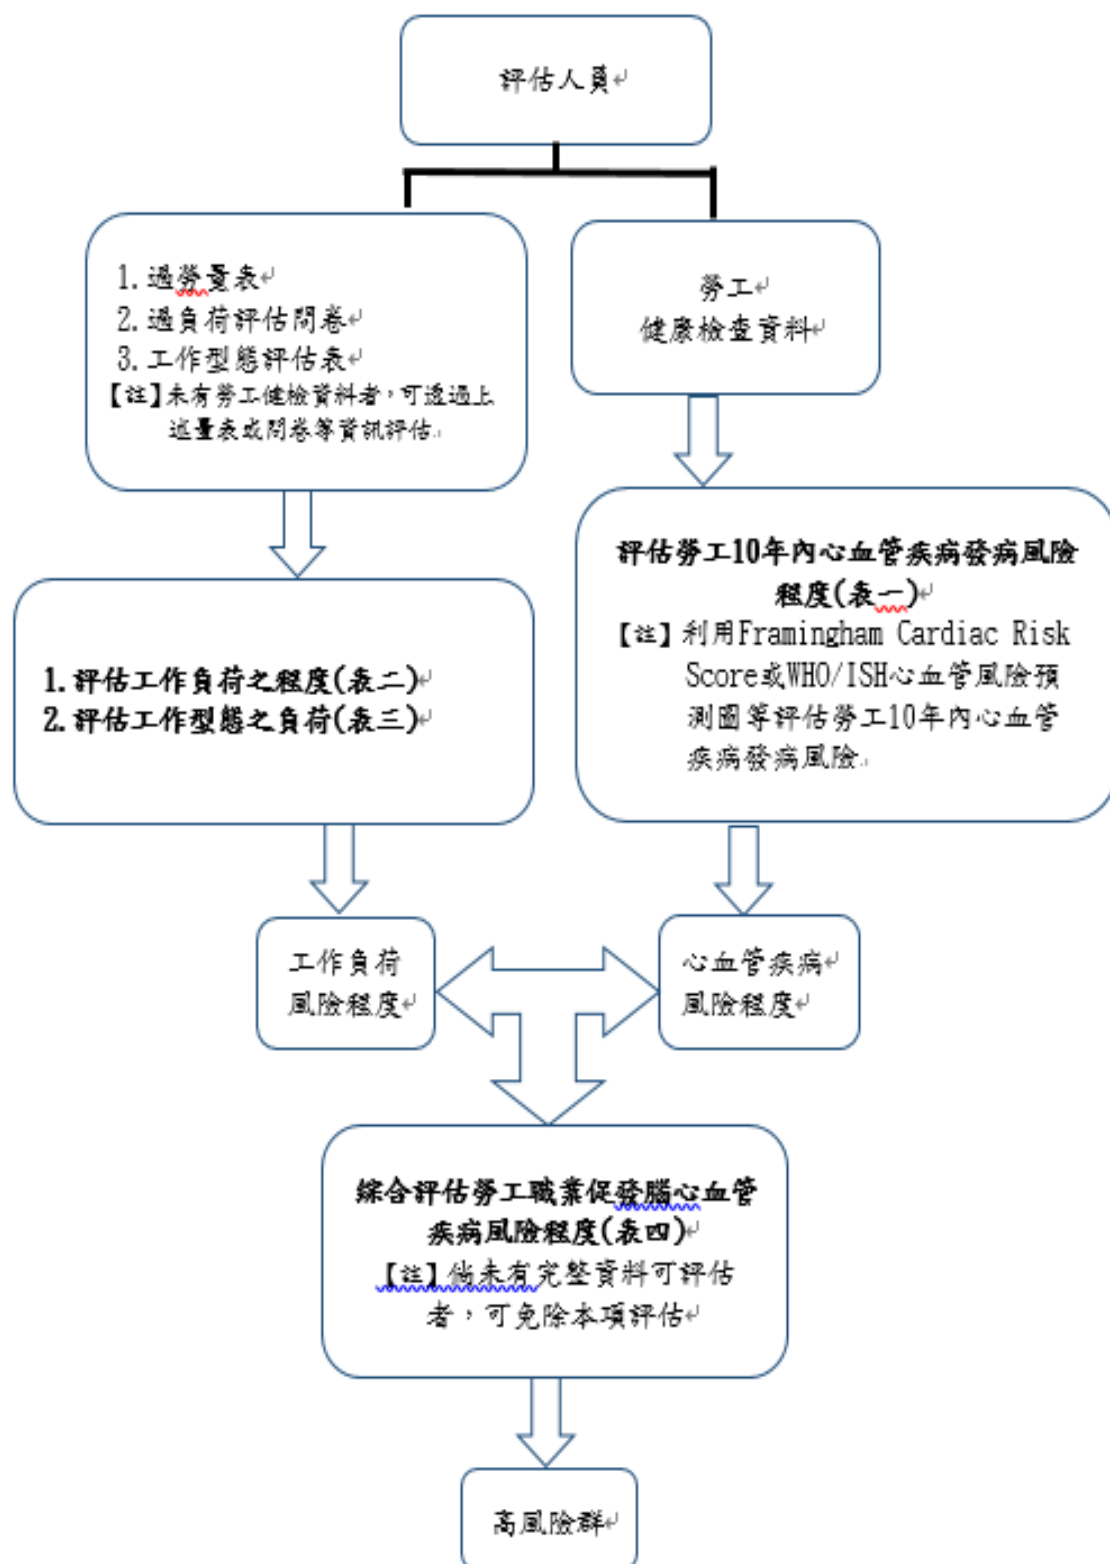 評估人員
1.過勞量表
2.過負荷評估問卷
3.工作型態評估表
【註】未有勞工健檢資料者，可透過上
述量表或問卷等資訊評估
勞工
健康檢查資料
1.評估工作負荷之程度(表二)
2.評估工作型態之負荷(表三)
評估勞工10年內心血管疾病發病風險
程度(表一)
【註】利用Framingham Cardiac Risk
Score或WHO/ISH心血管風險預
測圖等評估勞工10年內心血管
疾病發病風險
工作負荷
風險程度
心血管疾病
風險程度
綜合評估勞工職業促發腦心血管
疾病風險程度(表四)
【註】倘未有完整資料可評估
者，可免除本項評估
高風險群